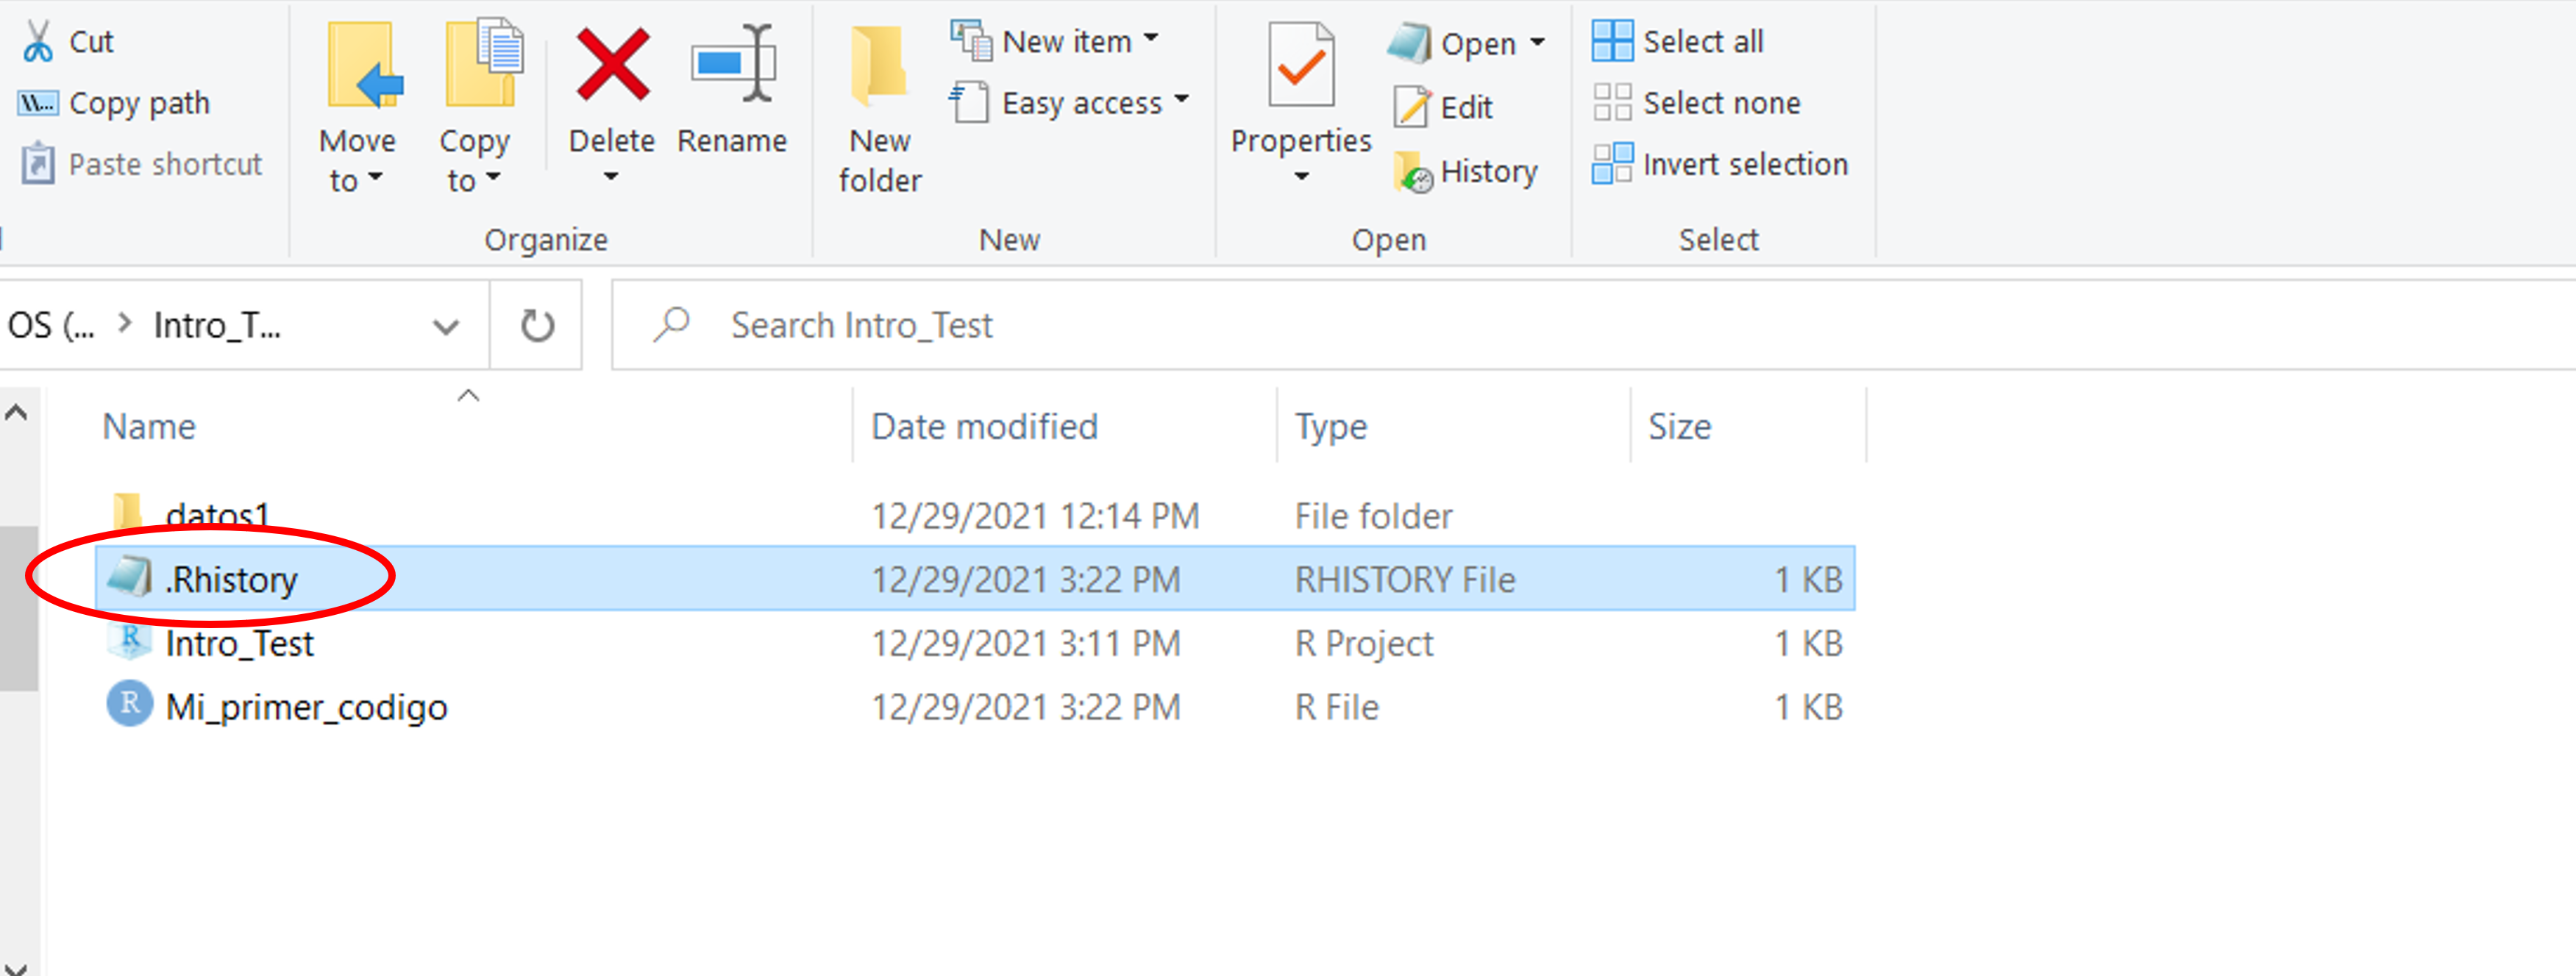 Cut
Copy path
Paste shortcut
Move to
Copy to
Delete
Rename
Organize
New folder
New item
Easy access
New
Properties
Open
Edit
History
Open
Select all
Select none
Invert selection
Select
OS (... > Intro_T...
Search Intro_Test
Name Date modified Type Size
datos1 12/29/2021 12:14 PM File folder
.Rhistory 12/29/2021 3:22 PM RHISTORY File 1 KB
Intro_Test 12/29/2021 3:11 PM R Project 1 KB
Mi_primer_codigo 12/29/2021 3:22 PM R File 1 KB